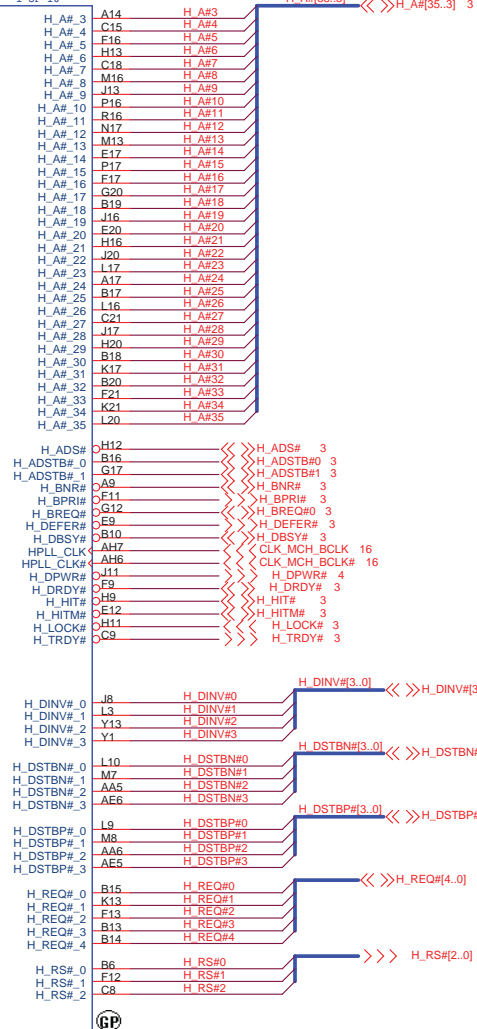 H_A#_3 A14 H_A#3 H_A#[35..3] 3
H_A#_4 C15 H_A#4
H_A#_5 F16 H_A#5
H_A#_6 H13 H_A#6
H_A#_7 C18 H_A#7
H_A#_8 M16 H_A#8
H_A#_9 J13 H_A#9
H_A#_10 P16 H_A#10
H_A#_11 R16 H_A#11
H_A#_12 N17 H_A#12
H_A#_13 M13 H_A#13
H_A#_14 E17 H_A#14
H_A#_15 P17 H_A#15
H_A#_16 F17 H_A#16
H_A#_17 G20 H_A#17
H_A#_18 B19 H_A#18
H_A#_19 J16 H_A#19
H_A#_20 E20 H_A#20
H_A#_21 H16 H_A#21
H_A#_22 J20 H_A#22
H_A#_23 L17 H_A#23
H_A#_24 A17 H_A#24
H_A#_25 B17 H_A#25
H_A#_26 L16 H_A#26
H_A#_27 C21 H_A#27
H_A#_28 J17 H_A#28
H_A#_29 H20 H_A#29
H_A#_30 B18 H_A#30
H_A#_31 K17 H_A#31
H_A#_32 B20 H_A#32
H_A#_33 F21 H_A#33
H_A#_34 K21 H_A#34
H_A#_35 L20 H_A#35
H_ADS# H12 H_ADS# 3
H_ADSTB#_0 B16 H_ADSTB#0 3
H_ADSTB#_1 G17 H_ADSTB#1 3
H_BNR# A9 H_BNR# 3
H_BPRI# F11 H_BPRI# 3
H_BREQ# G12 H_BREQ#0 3
H_DEFER# E9 H_DEFER# 3
H_DBSY# B10 H_DBSY# 3
HPLL_CLK AH7 CLK_MCH_BCLK 16
HPLL_CLK# AH6 CLK_MCH_BCLK# 16
H_DPWR# J11 H_DPWR# 4
H_DRDY# F9 H_DRDY# 3
H_HIT# H9 H_HIT# 3
H_HITM# E12 H_HITM# 3
H_LOCK# H11 H_LOCK# 3
H_TRDY# C9 H_TRDY# 3
H_DINV#[3..0] H_DINV#[3
H_DINV#_0 J8 H_DINV#0
H_DINV#_1 L3 H_DINV#1
H_DINV#_2 Y13 H_DINV#2
H_DINV#_3 Y1 H_DINV#3
H_DSTBN#[3..0] H_DSTBN#
H_DSTBN#_0 L10 H_DSTBN#0
H_DSTBN#_1 M7 H_DSTBN#1
H_DSTBN#_2 AA5 H_DSTBN#2
H_DSTBN#_3 AE6 H_DSTBN#3
H_DSTBP#[3..0] H_DSTBP#
H_DSTBP#_0 L9 H_DSTBP#0
H_DSTBP#_1 M8 H_DSTBP#1
H_DSTBP#_2 AA6 H_DSTBP#2
H_DSTBP#_3 AE5 H_DSTBP#3
H_REQ#[4..0]
H_REQ#_0 B15 H_REQ#0
H_REQ#_1 K13 H_REQ#1
H_REQ#_2 F13 H_REQ#2
H_REQ#_3 B13 H_REQ#3
H_REQ#_4 B14 H_REQ#4
H_RS#[2..0]
H_RS#_0 B6 H_RS#0
H_RS#_1 F12 H_RS#1
H_RS#_2 C8 H_RS#2
GP